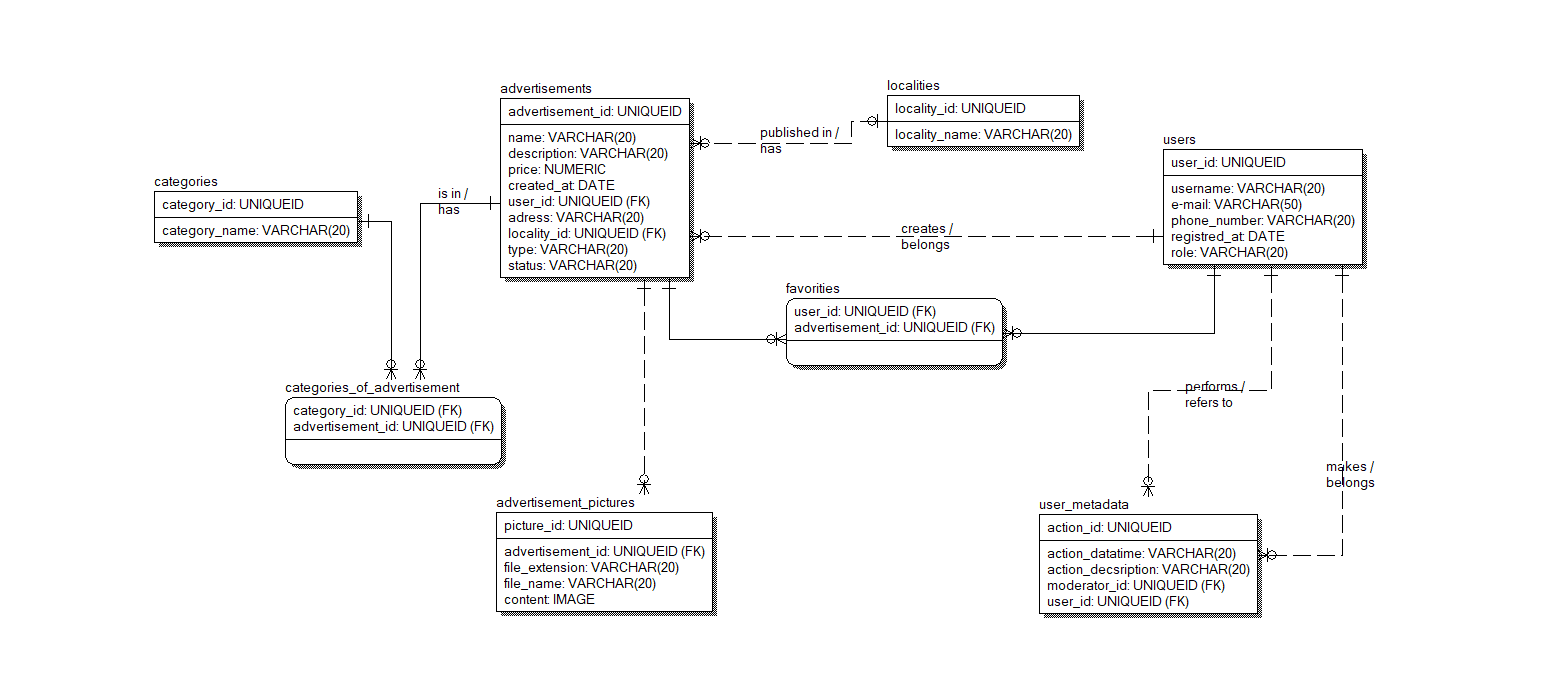 advertisements
advertisement_id: UNIQUEID
name: VARCHAR(20)
description: VARCHAR(20)
price: NUMERIC
created_at: DATE
user_id: UNIQUEID (FK)
adress: VARCHAR(20)
locality_id: UNIQUEID (FK)
type: VARCHAR(20)
status: VARCHAR(20)
localities
locality_id: UNIQUEID
locality_name: VARCHAR(20)
published in /
has
users
user_id: UNIQUEID
username: VARCHAR(20)
e-mail: VARCHAR(50)
phone_number: VARCHAR(20)
registred_at: DATE
role: VARCHAR(20)
categories
category_id: UNIQUEID
category_name: VARCHAR(20)
is in /
has
creates /
belongs
favorities
user_id: UNIQUEID (FK)
advertisement_id: UNIQUEID (FK)
categories_of_advertisement
category_id: UNIQUEID (FK)
advertisement_id: UNIQUEID (FK)
performs /
refers to
makes /
belongs
advertisement_pictures
picture_id: UNIQUEID
advertisement_id: UNIQUEID (FK)
file_extension: VARCHAR(20)
file_name: VARCHAR(20)
content: IMAGE
user_metadata
action_id: UNIQUEID
action_datatime: VARCHAR(20)
action_decsription: VARCHAR(20)
moderator_id: UNIQUEID (FK)
user_id: UNIQUEID (FK)